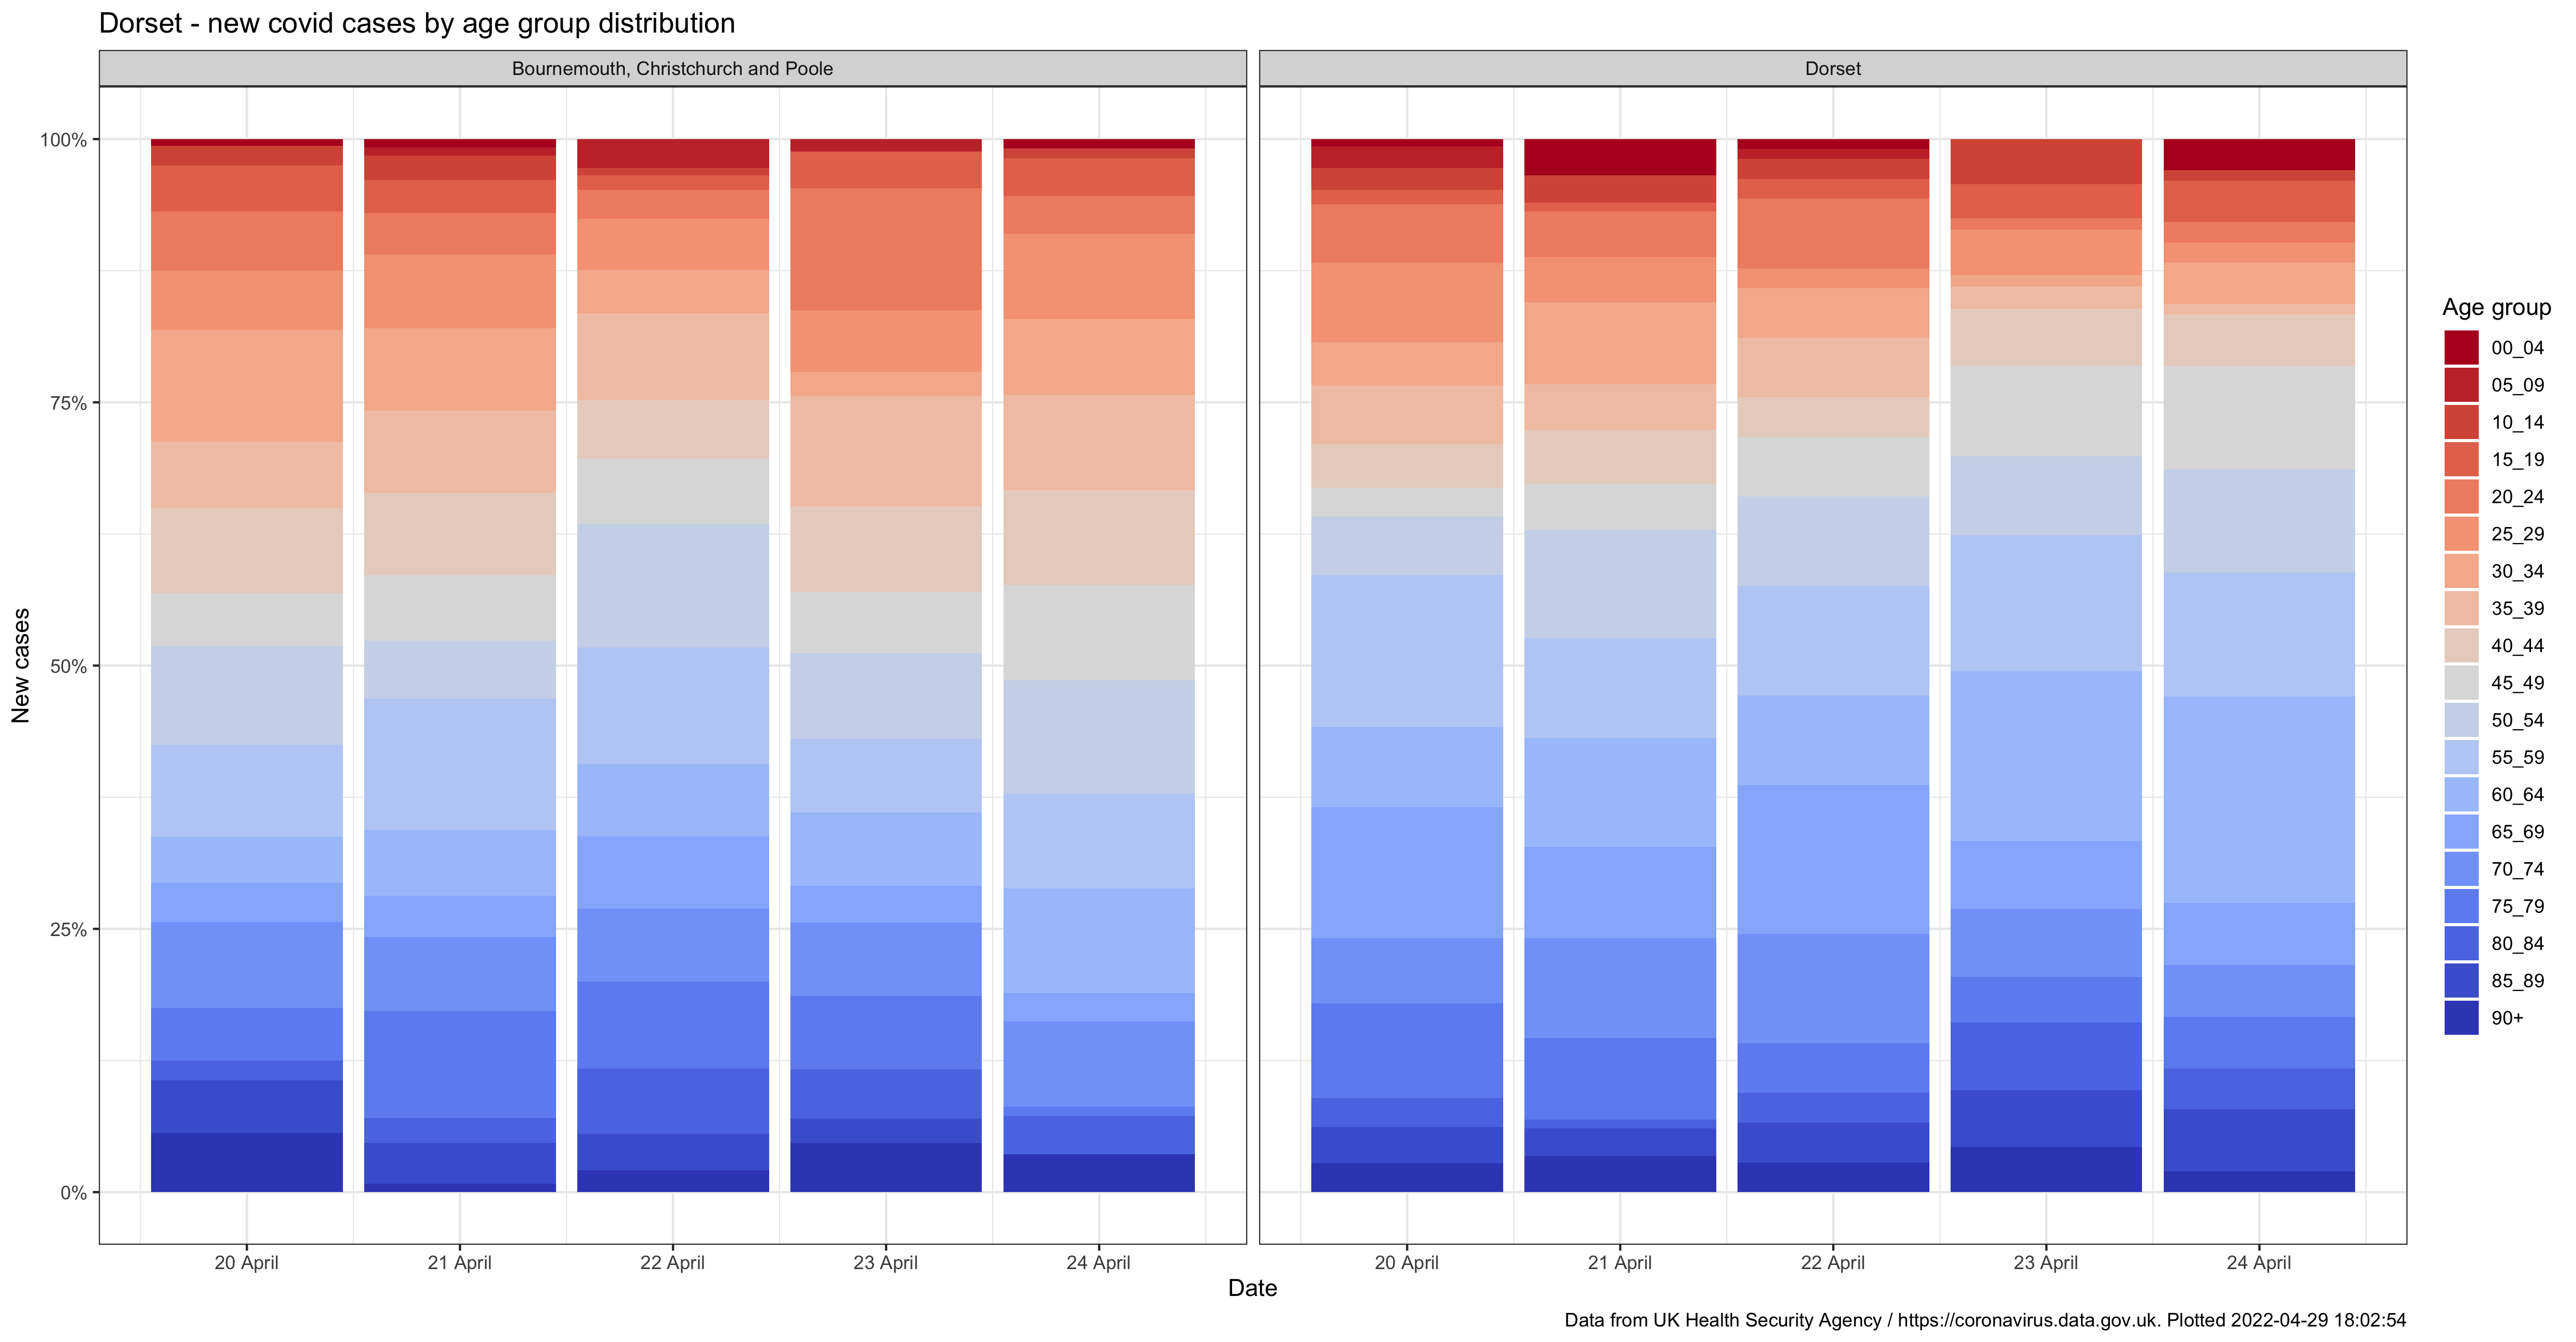 Dorset - new covid cases by age group distribution
Bournemouth, Christchurch and Poole
Dorset
New cases
100%
75%
50%
25%
0%
20 April
21 April
22 April
23 April
24 April
20 April
21 April
22 April
23 April
24 April
Date
Age group
00_04
05_09
10_14
15_19
20_24
25_29
30_34
35_39
40_44
45_49
50_54
55_59
60_64
65_69
70_74
75_79
80_84
85_89
90+
Data from UK Health Security Agency / https://coronavirus.data.gov.uk. Plotted 2022-04-29 18:02:54